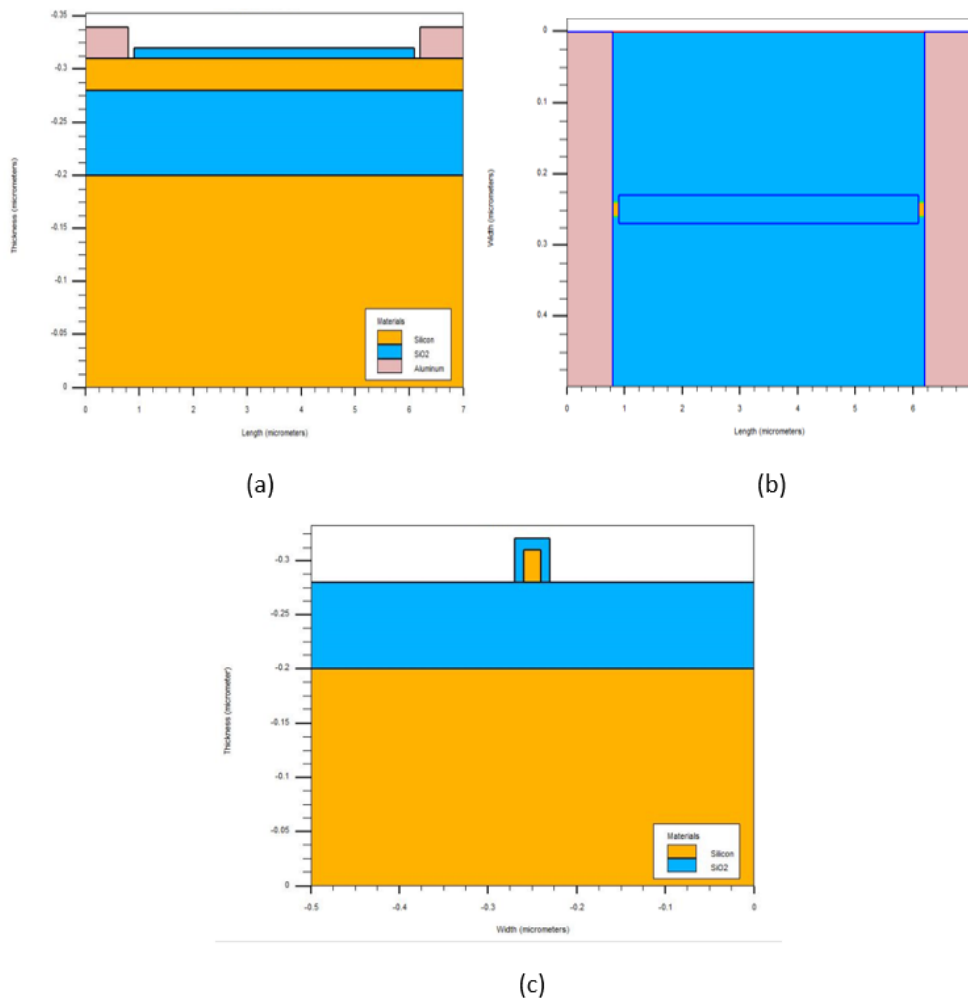 -0.35
-0.3
-0.25
-0.2
-0.15
-0.1
-0.05
0
Thickness (micrometers)
0 1 2 3 4 5 6 7
Length (micrometers)
Materials
Silicon
SiO2
Aluminum
(a)
0
0.1
0.2
0.3
0.4
Width (micrometers)
0 1 2 3 4 5 6
Length (micrometers)
(b)
-0.3
-0.25
-0.2
-0.15
-0.1
-0.05
0
Thickness (micrometer)
-0.5 -0.4 -0.3 -0.2 -0.1 0
Width (micrometers)
Materials
Silicon
SiO2
(c)